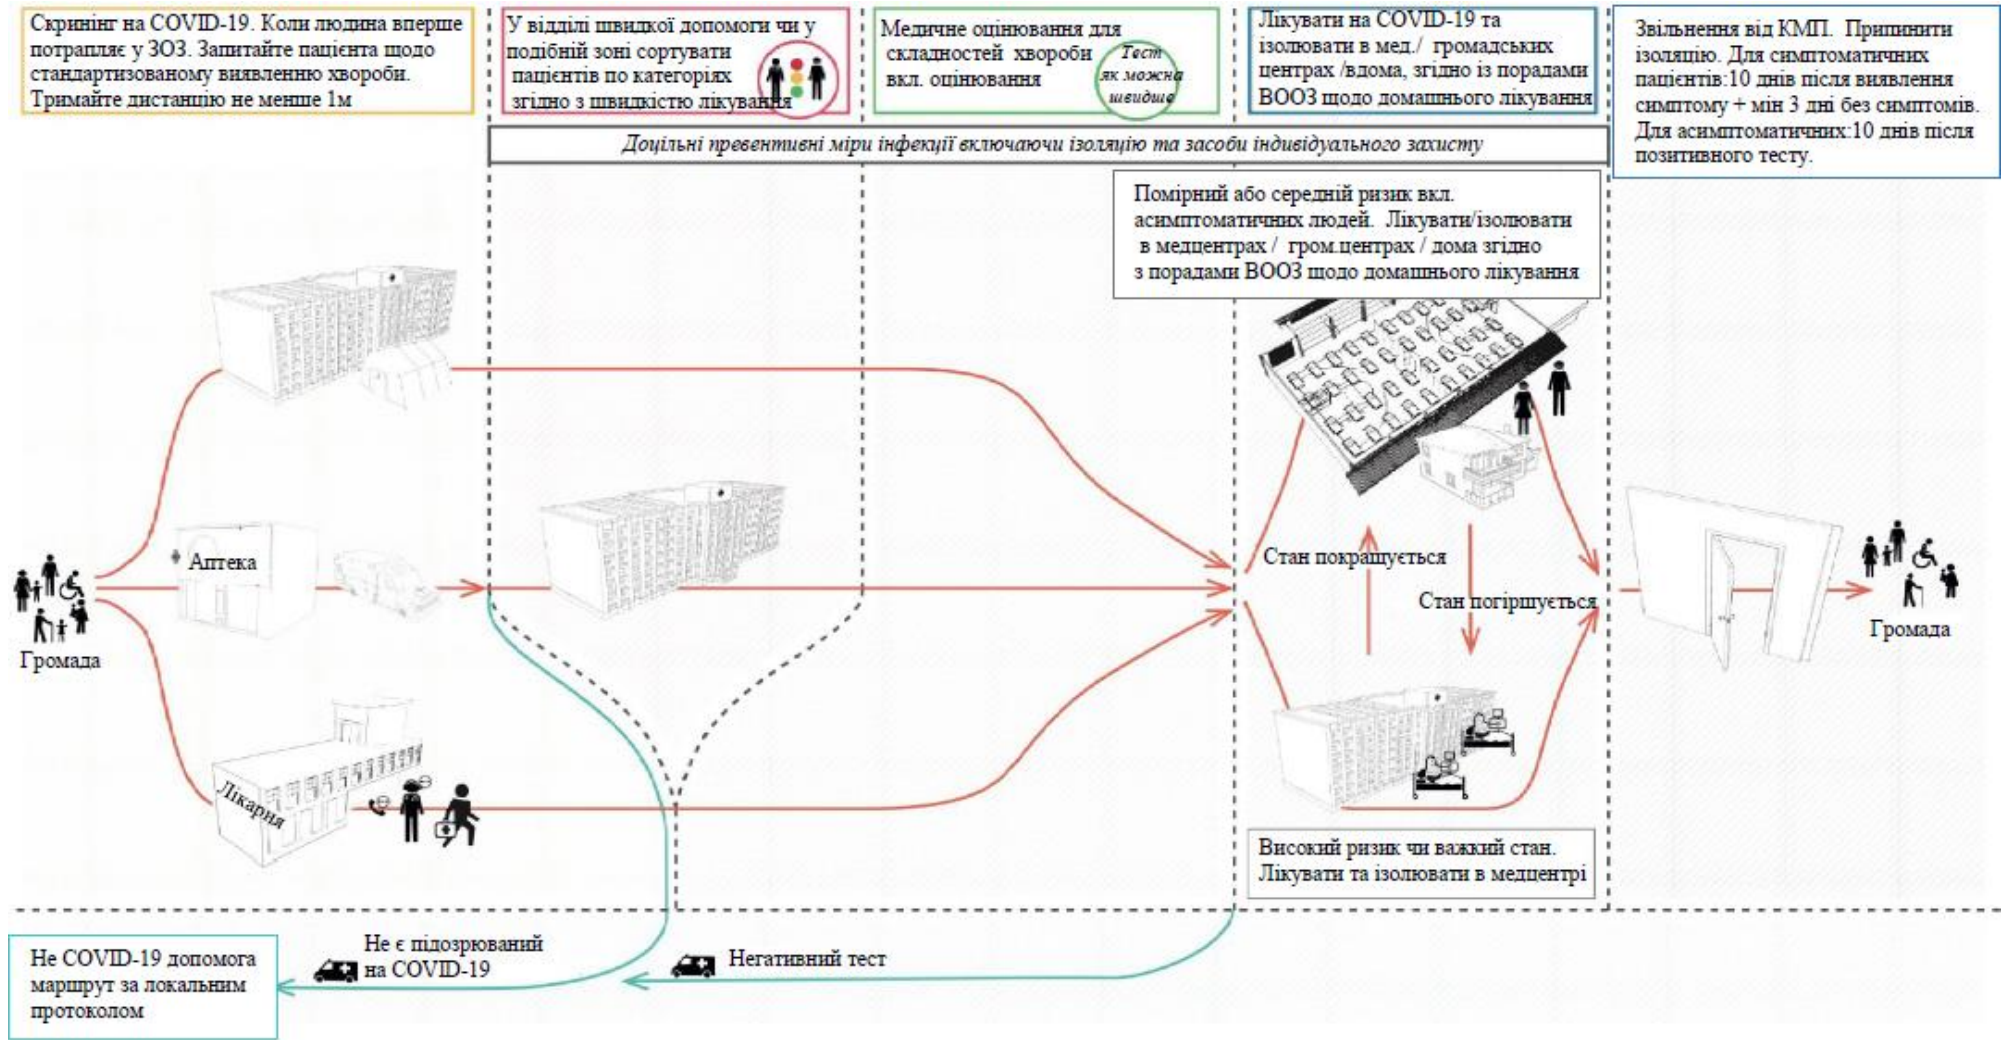 Скринінг на COVID-19. Коли людина вперше
потрапляє у ЗОЗ. Запитайте пацієнта щодо
стандартизованому виявленню хвороби.
Тримайте дистанцію не менше 1м
У відділі швидкої допомоги чи у
подібній зоні сортувати
пацієнтів по категоріях
згідно з швидкістю лікування
Медичне оцінювання для
складностей хвороби
вкл. оцінювання
Тест
як можна
швидше
Лікувати на COVID-19 та
ізолювати в мед./ громадських
центрах /вдома, згідно із порадами
ВООЗ щодо домашнього лікування
Звільнення від КМП. Припинити
ізоляцію. Для симптоматичних
пацієнтів:10 днів після виявлення
симптому + мін 3 дні без симптомів.
Для асимптоматичних:10 днів після
позитивного тесту.
Доцільні превентивні міри інфекції включаючи ізоляцію та засоби індивідуального захисту
Помірний або середній ризик вкл.
асимптоматичних людей. Лікувати/ізолювати
в медцентрах / гром.центрах / дома згідно
з порадами ВООЗ щодо домашнього лікування
Аптека
Стан покращується
Стан погіршується
Громада
Громада
Лікарня
Високий ризик чи важкий стан.
Лікувати та ізолювати в медцентрі
Не COVID-19 допомога
маршрут за локальним
протоколом
Не є підозрюваний
на COVID-19
Негативний тест